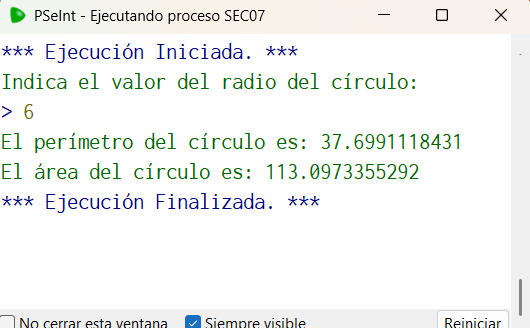 PSeInt - Ejecutando proceso SEC07
*** Ejecución Iniciada. ***
Indica el valor del radio del círculo:
> 6
El perímetro del círculo es: 37.6991118431
El área del círculo es: 113.0973355292
*** Ejecución Finalizada. ***
No cerrar esta ventana Siempre visible Reiniciar